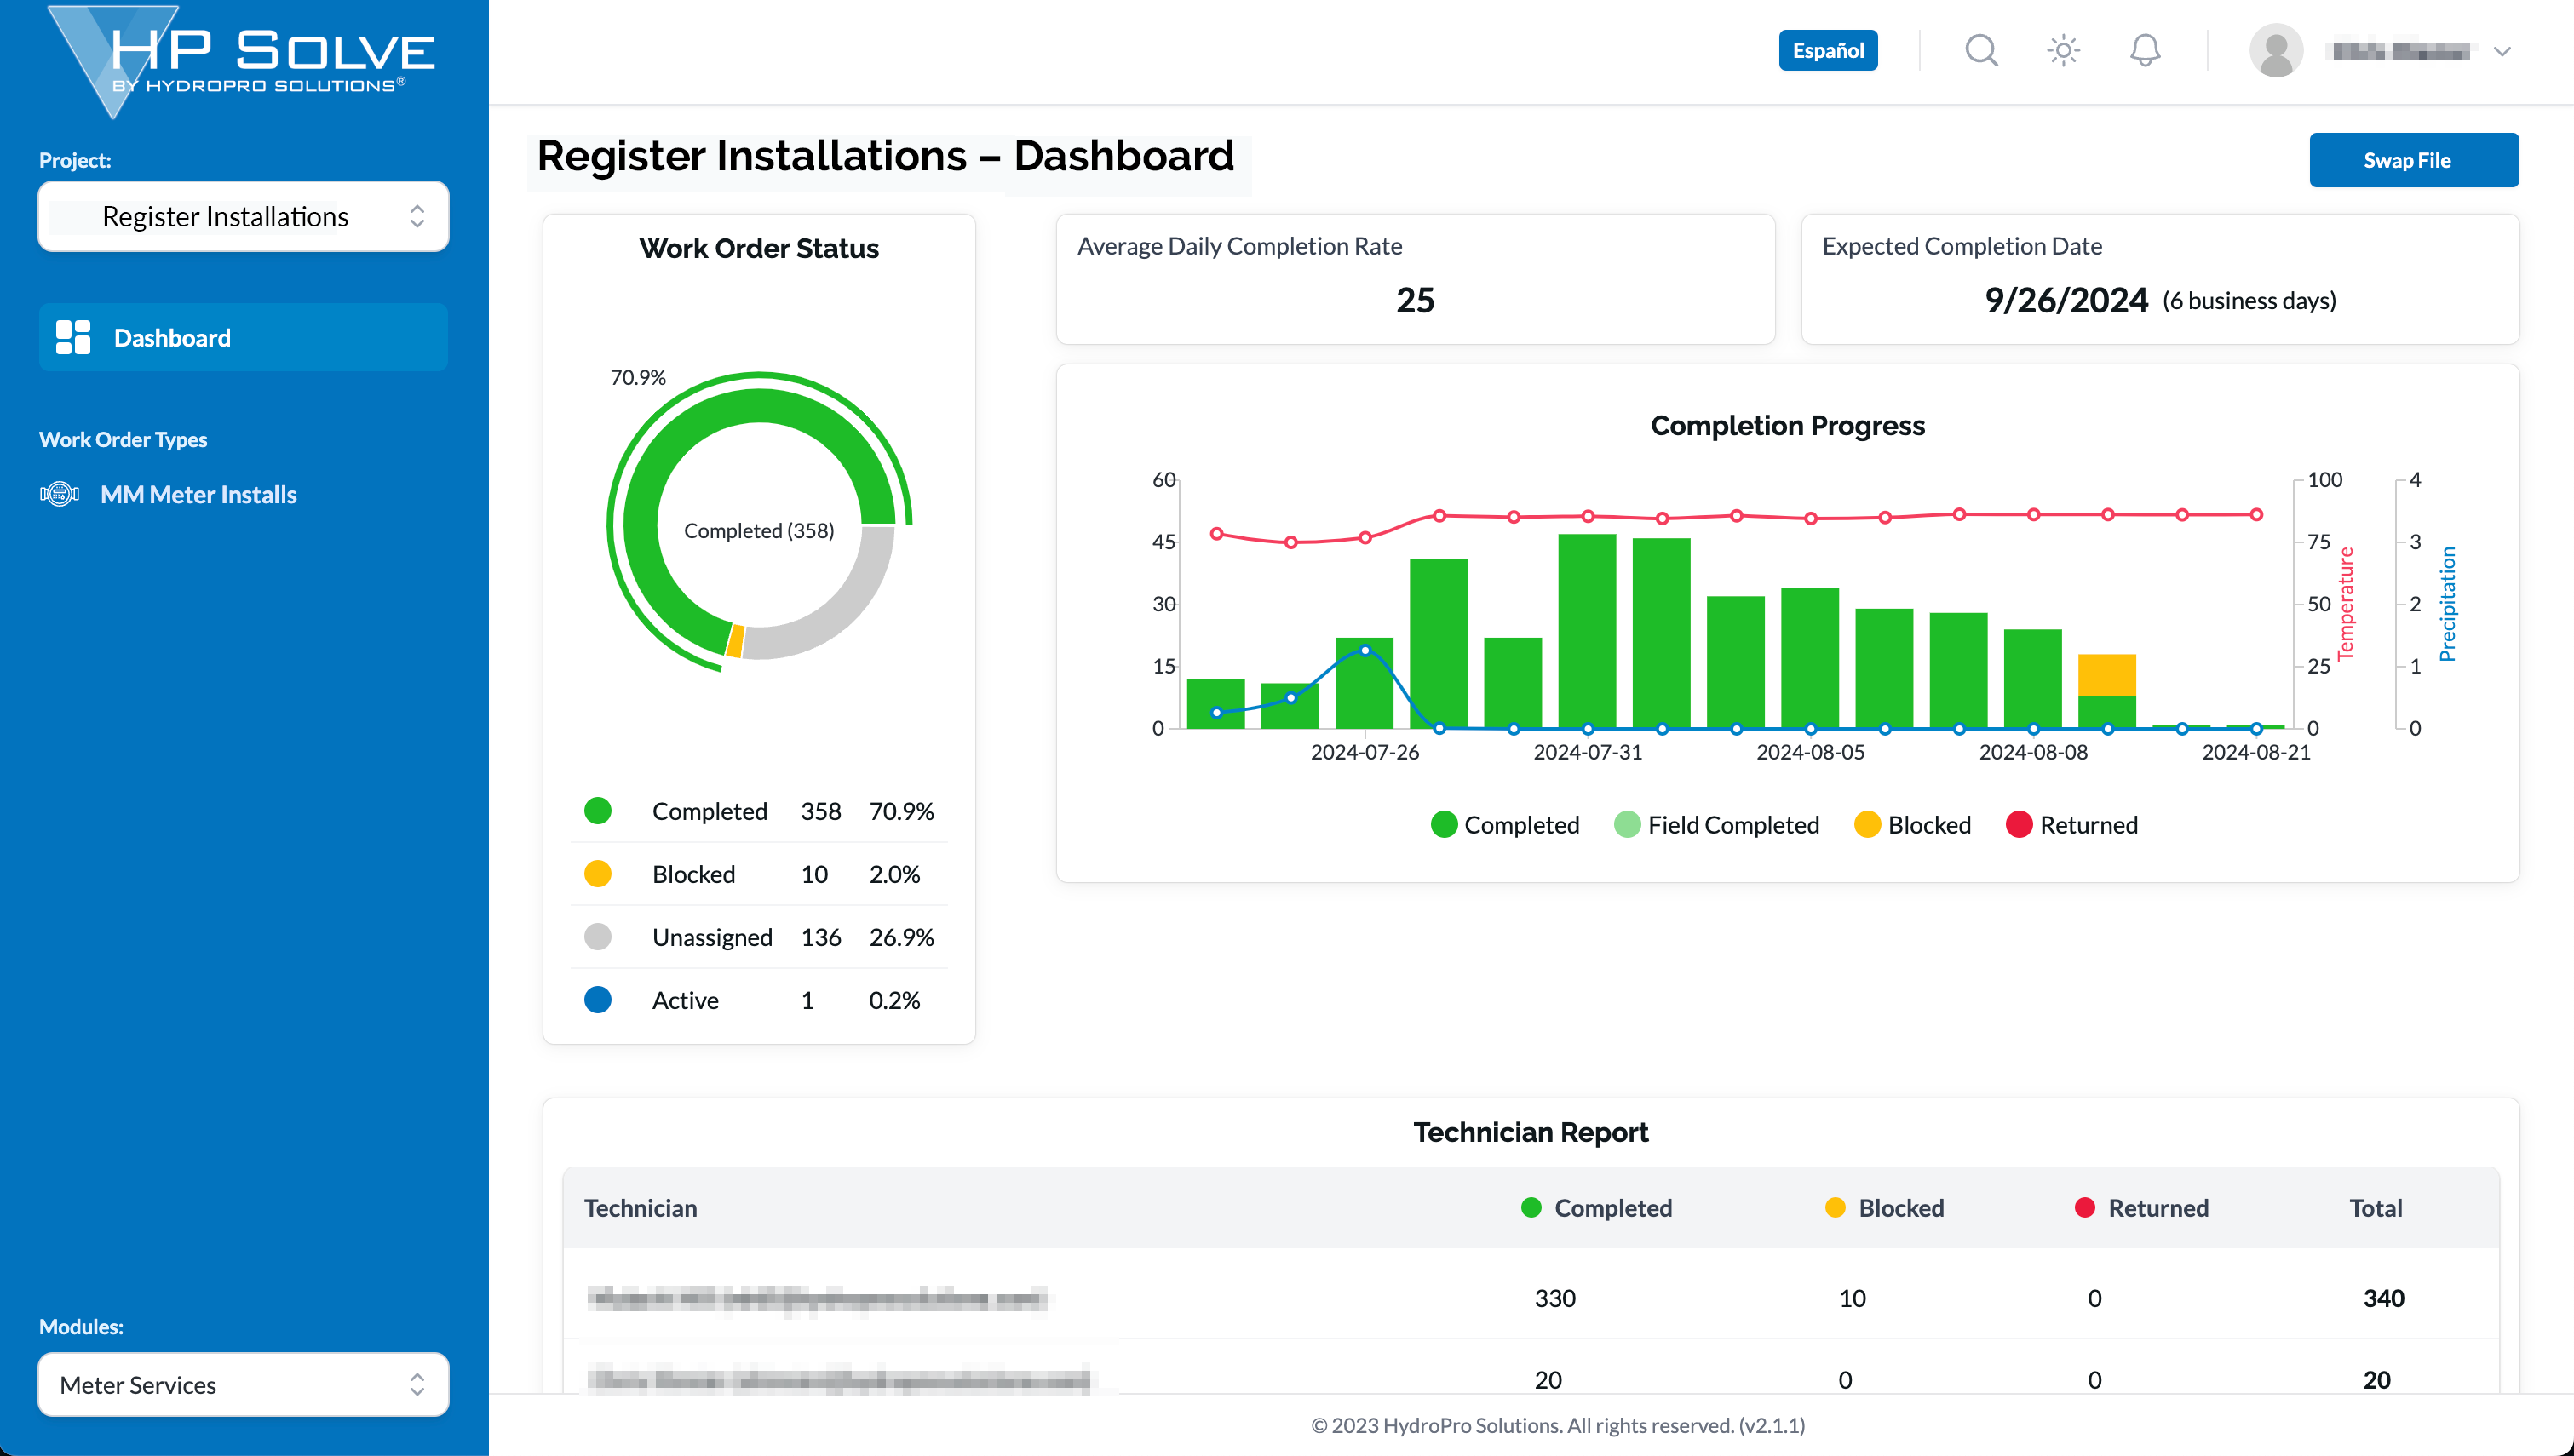 HP SOLVE
BY HYDROPRO SOLUTIONS®
Project:
Register Installations
Dashboard
Work Order Types
MM Meter Installs
Modules:
Meter Services
Español
Register Installations – Dashboard
Swap File
Work Order Status
70.9%
Completed (358)
Completed 358 70.9%
Blocked 10 2.0%
Unassigned 136 26.9%
Active 1 0.2%
Average Daily Completion Rate
25
Expected Completion Date
9/26/2024 (6 business days)
Completion Progress
60
45
30
15
0
100
75
50
25
0
Temperature
4
3
2
1
0
Precipitation
2024-07-26 2024-07-31 2024-08-05 2024-08-08 2024-08-21
Completed Field Completed Blocked Returned
Technician Report
Technician Completed Blocked Returned Total
330 10 0 340
20 0 0 20
© 2023 HydroPro Solutions. All rights reserved. (v2.1.1)